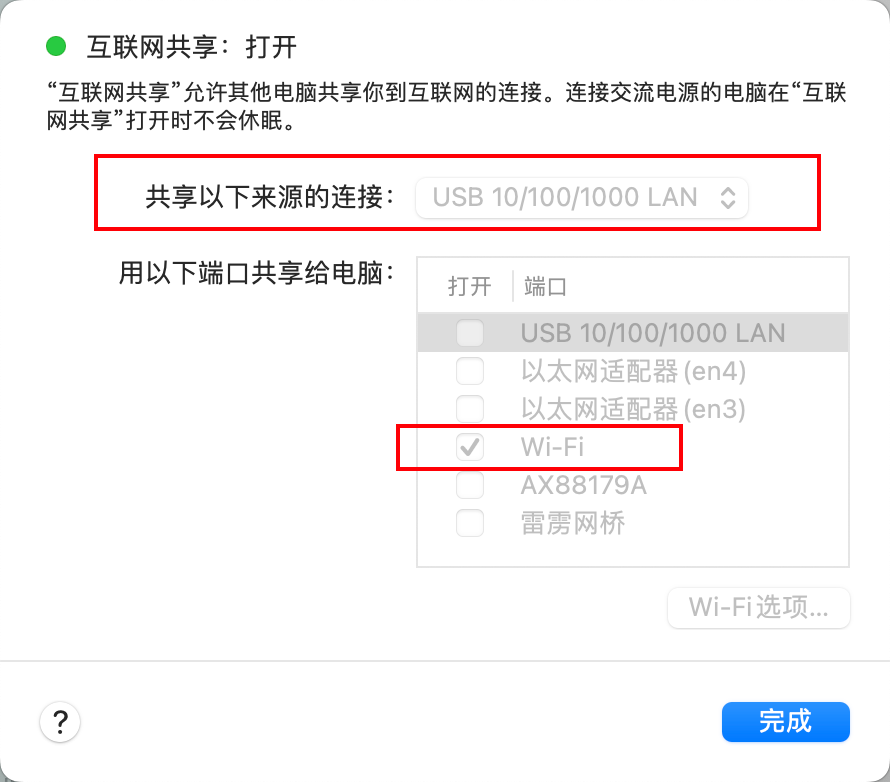 互联网共享：打开
“互联网共享”允许其他电脑共享你到互联网的连接。连接交流电源的电脑在“互联
网共享”打开时不会休眠。
共享以下来源的连接： USB 10/100/1000 LAN
用以下端口共享给电脑：
打开 端口
USB 10/100/1000 LAN
以太网适配器 (en4)
以太网适配器 (en3)
Wi-Fi
AX88179A
雷雳网桥
Wi-Fi 选项...
?
完成